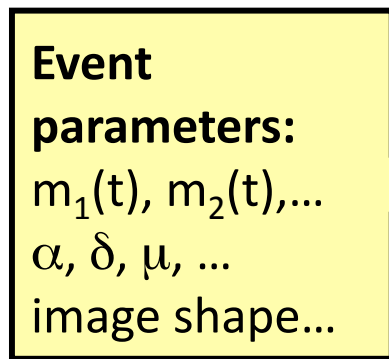 Event
parameters:
m₁(t), m₂(t),...
α, δ, μ, ...
image shape...